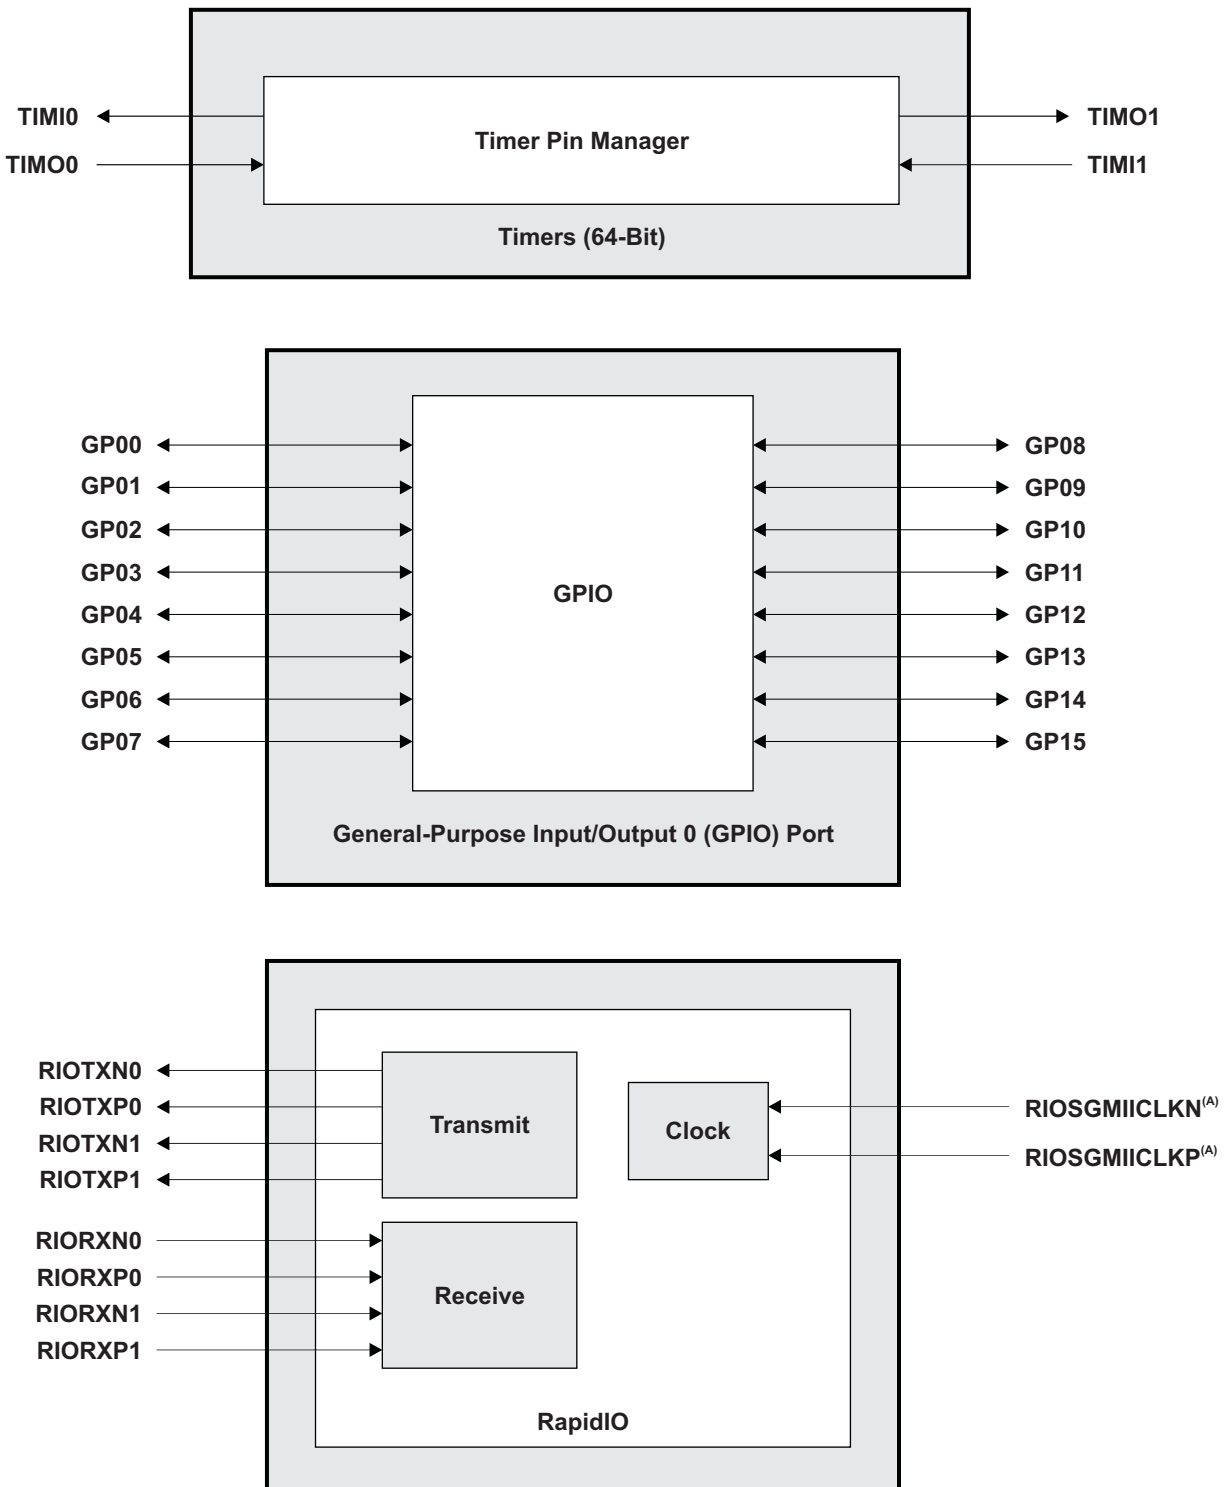 TIMI0
TIMO0
Timer Pin Manager
TIMO1
TIMI1
Timers (64-Bit)
GP00
GP01
GP02
GP03
GP04
GP05
GP06
GP07
GPIO
GP08
GP09
GP10
GP11
GP12
GP13
GP14
GP15
General-Purpose Input/Output 0 (GPIO) Port
RIOTXN0
RIOTXP0
RIOTXN1
RIOTXP1
Transmit
Clock
RIOSGMIICLKN(A)
RIOSGMIICLKP(A)
RIORXN0
RIORXP0
RIORXN1
RIORXP1
Receive
RapidIO